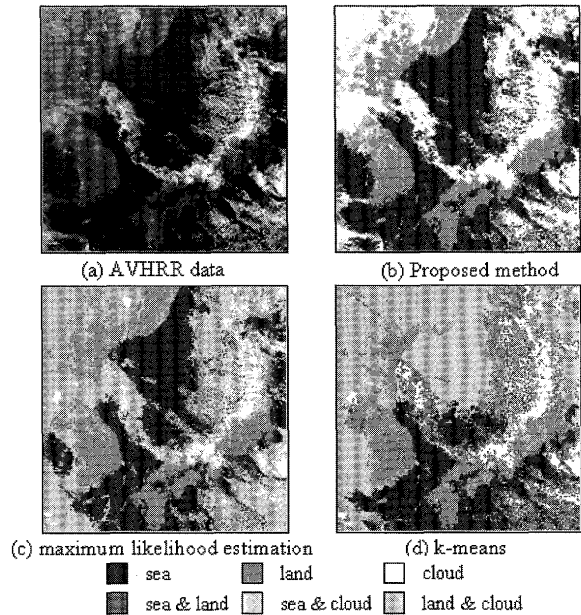 (a) AVHRR data
(b) Proposed method
(c) maximum likelihood estimation
(d) k-means
sea
land
cloud
sea & land
sea & cloud
land & cloud